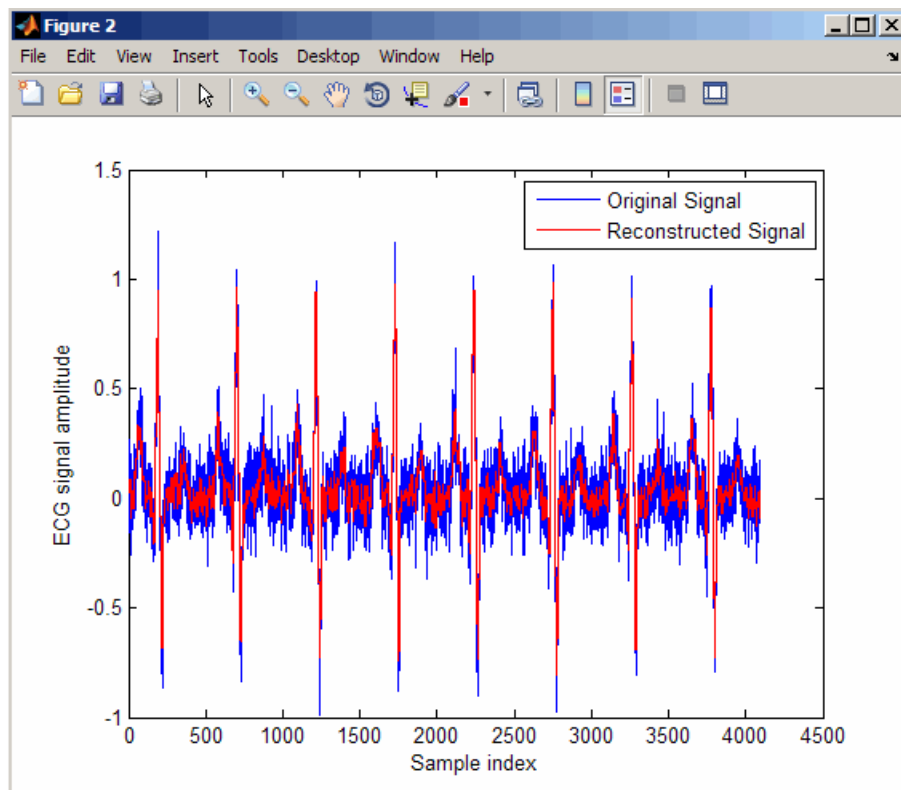 Figure 2
File Edit View Insert Tools Desktop Window Help
1.5
1
0.5
0
-0.5
-1
ECG signal amplitude
Original Signal
Reconstructed Signal
0 500 1000 1500 2000 2500 3000 3500 4000 4500
Sample index